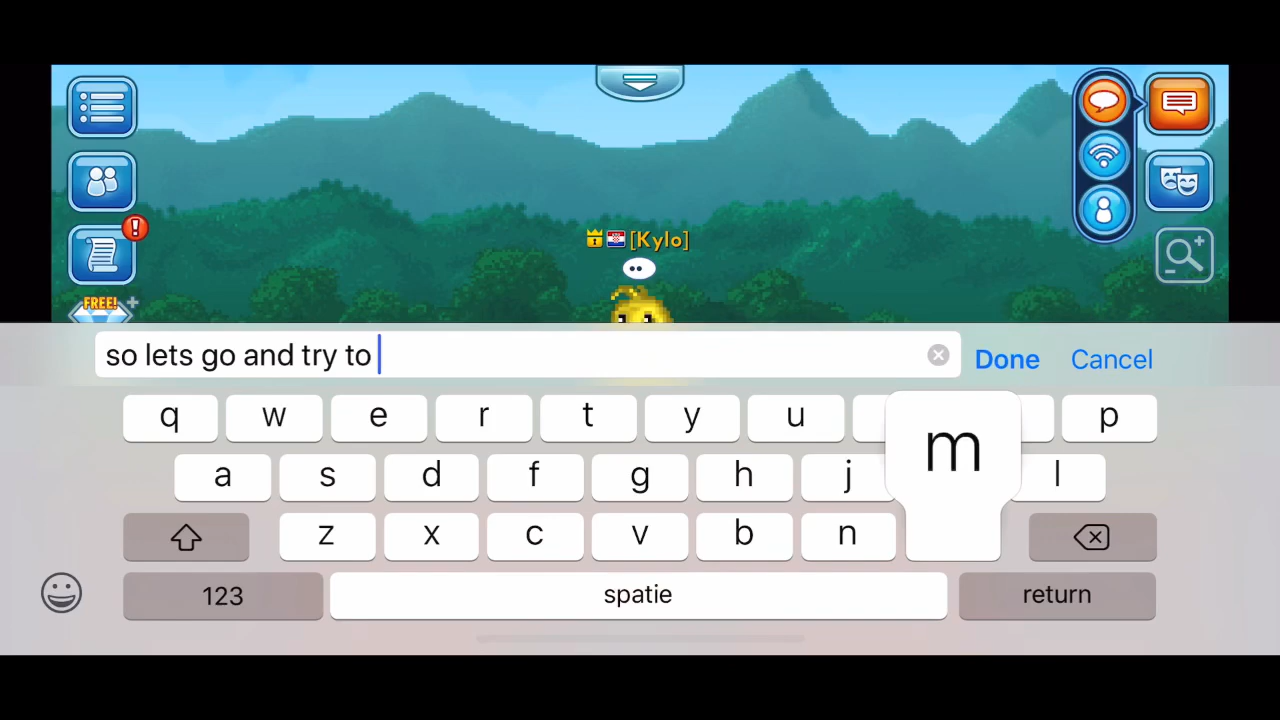 [Kylo]
FREE!
so lets go and try to
Done
Cancel
q w e r t y u p
m
a s d f g h j l
z x c v b n
123
spatie
return